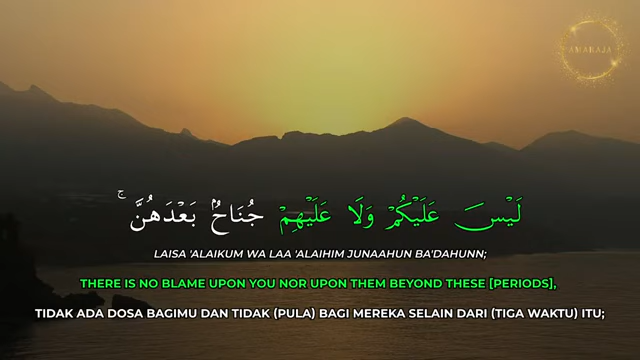 AMARAJA
لَيْسَ عَلَيْكُمْ وَلَا عَلَيْهِمْ جُنَاحٌۢ بَعْدَهُنَّ ۚ
LAISA 'ALAIKUM WA LAA 'ALAIHIM JUNAAHUN BA'DAHUNN;
THERE IS NO BLAME UPON YOU NOR UPON THEM BEYOND THESE [PERIODS],
TIDAK ADA DOSA BAGIMU DAN TIDAK (PULA) BAGI MEREKA SELAIN DARI (TIGA WAKTU) ITU;